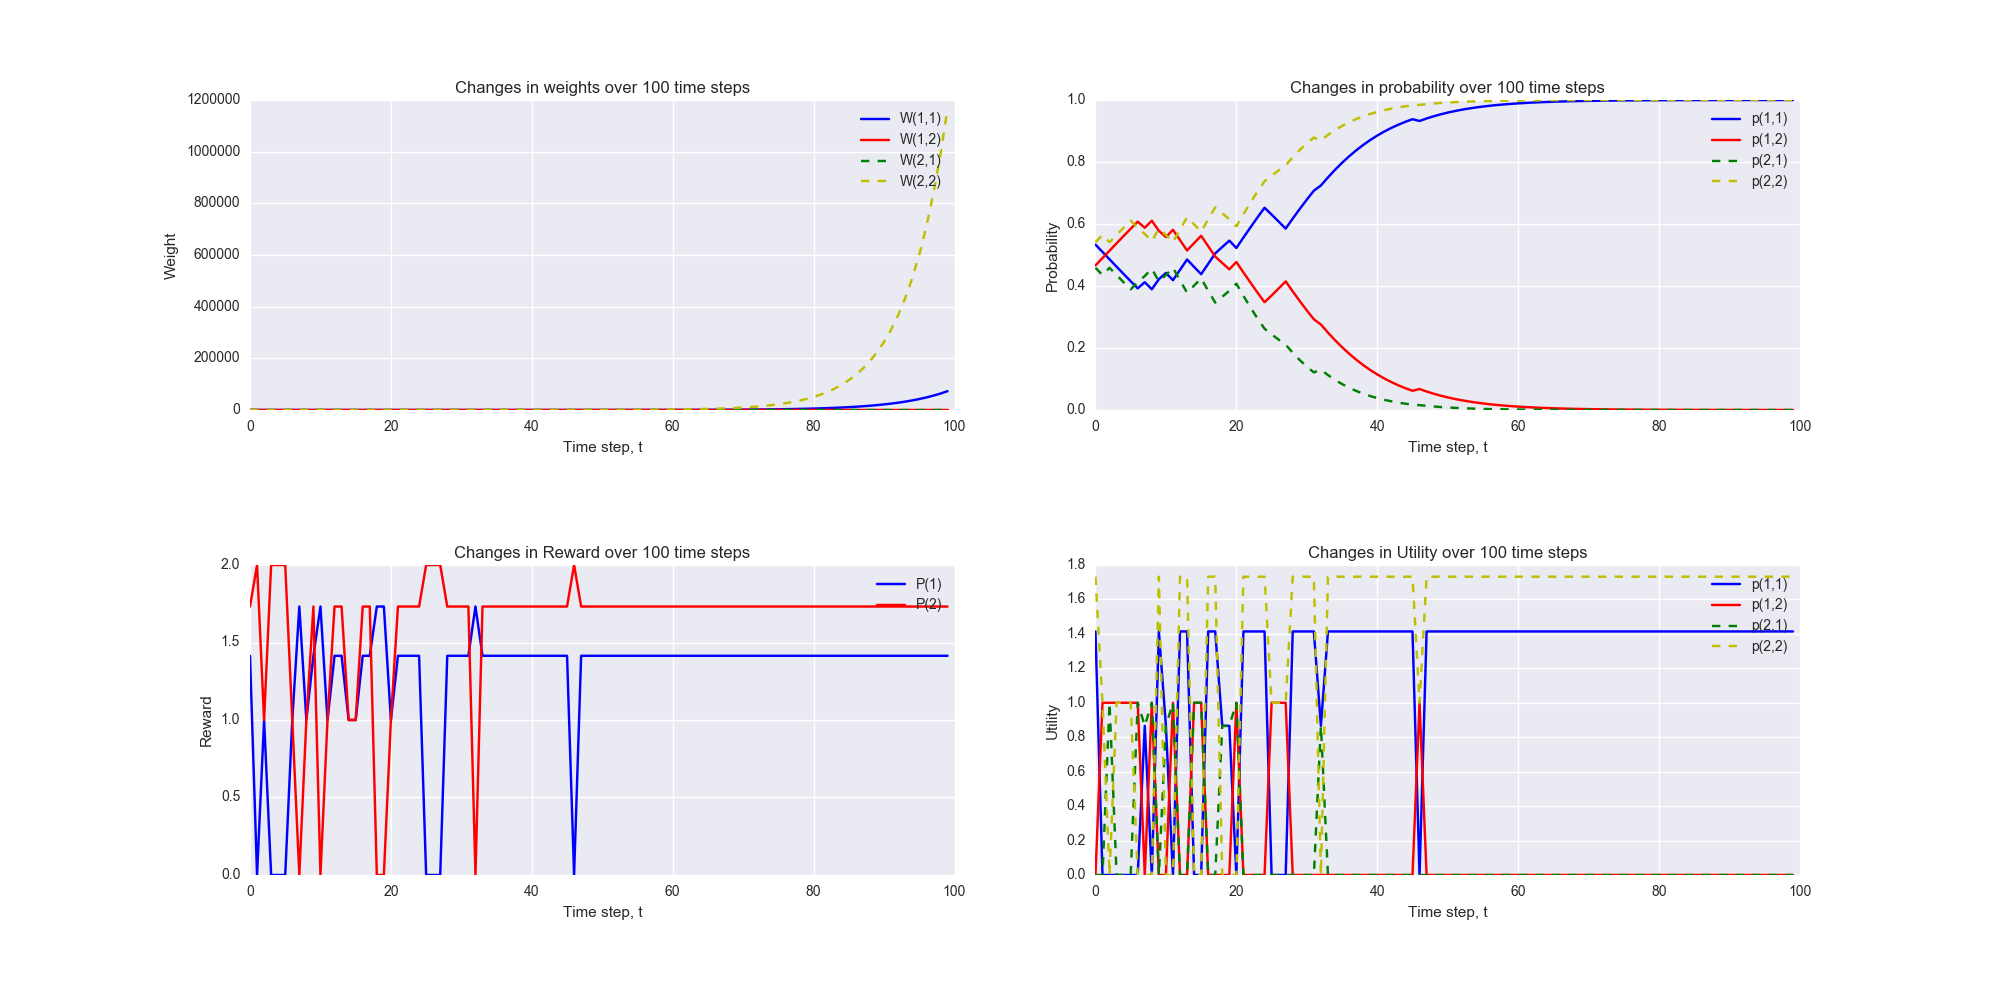 Changes in weights over 100 time steps
1200000
1000000
800000
600000
400000
200000
0
Weight
W(1,1)
W(1,2)
W(2,1)
W(2,2)
0 20 40 60 80 100
Time step, t
Changes in probability over 100 time steps
1.0
0.8
0.6
0.4
0.2
0.0
Probability
p(1,1)
p(1,2)
p(2,1)
p(2,2)
0 20 40 60 80 100
Time step, t
Changes in Reward over 100 time steps
2.0
1.5
1.0
0.5
0.0
Reward
P(1)
P(2)
0 20 40 60 80 100
Time step, t
Changes in Utility over 100 time steps
1.8
1.6
1.4
1.2
1.0
0.8
0.6
0.4
0.2
0.0
Utility
p(1,1)
p(1,2)
p(2,1)
p(2,2)
0 20 40 60 80 100
Time step, t